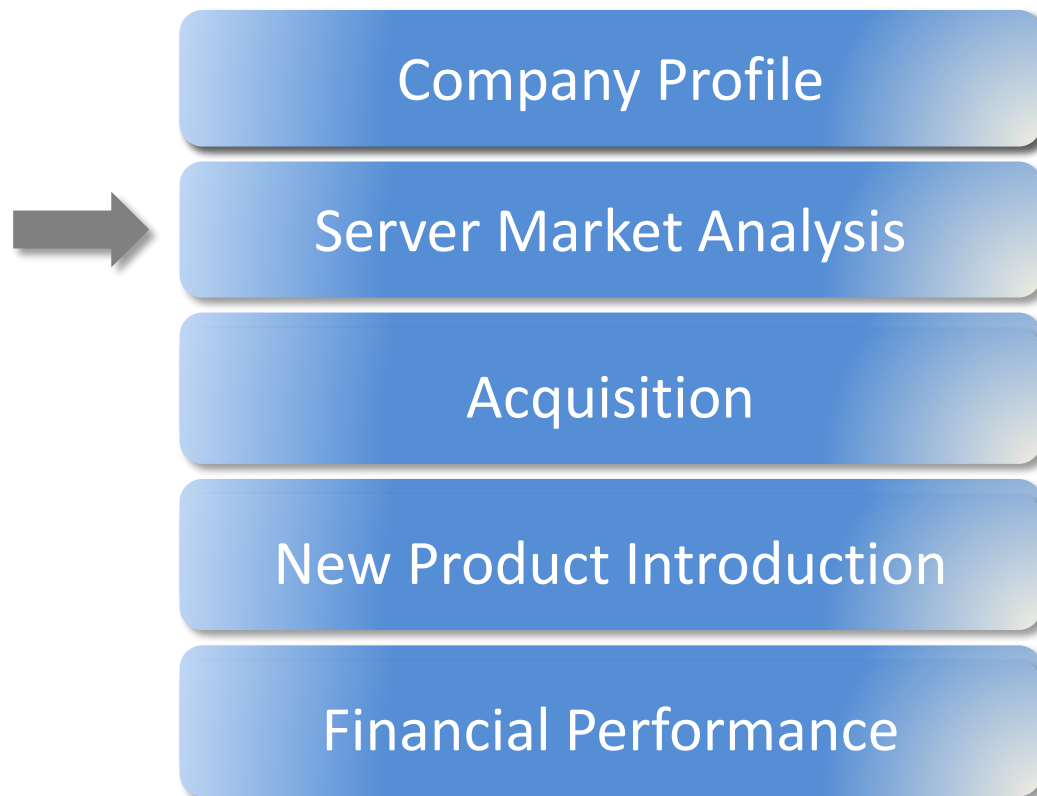 Company Profile
Server Market Analysis
Acquisition
New Product Introduction
Financial Performance